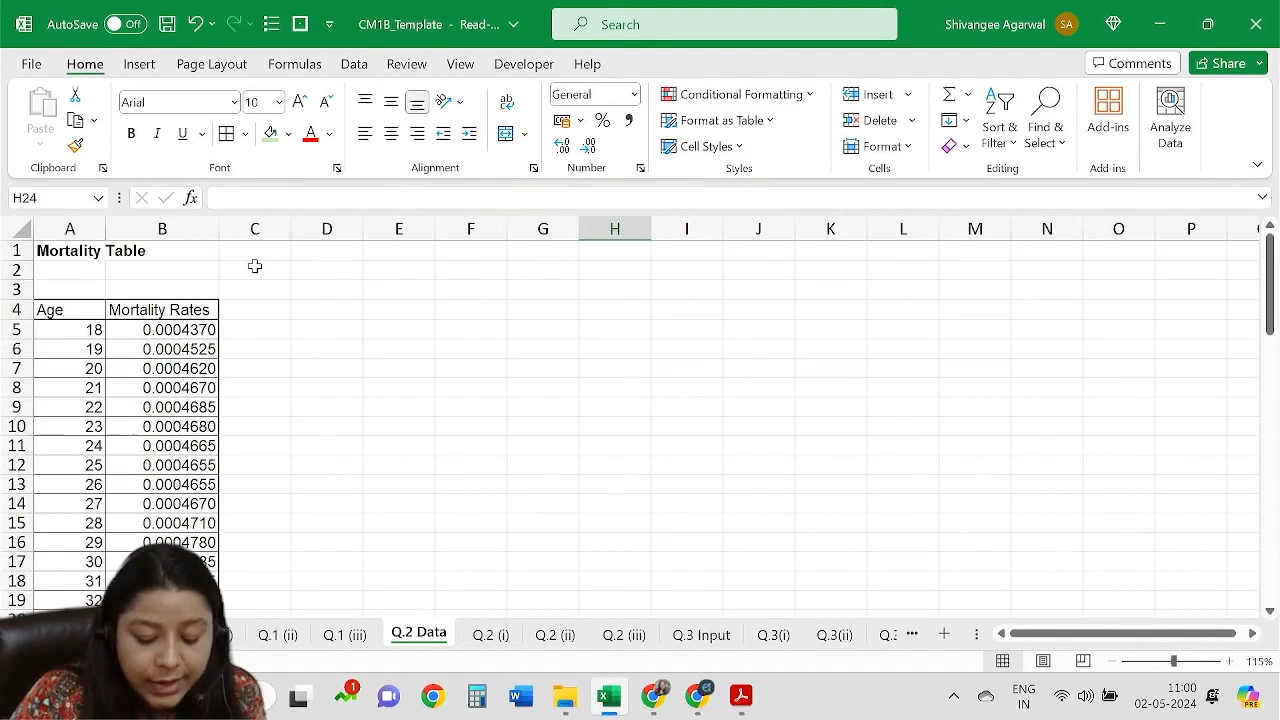 AutoSave Off CM1B_Template - Read-... Search Shivangee Agarwal SA
File Home Insert Page Layout Formulas Data Review View Developer Help Comments Share
Paste Arial 10 General Conditional Formatting Insert Sort & Filter Find & Select Add-ins Analyze Data
B I U Format as Table Delete
Cell Styles Format
Clipboard Font Alignment Number Styles Cells Editing Add-ins
H24 fx
A B C D E F G H I J K L M N O P
1 Mortality Table
2
3
4 Age Mortality Rates
5 18 0.0004370
6 19 0.0004525
7 20 0.0004620
8 21 0.0004670
9 22 0.0004685
10 23 0.0004680
11 24 0.0004665
12 25 0.0004655
13 26 0.0004655
14 27 0.0004670
15 28 0.0004710
16 29 0.0004780
17 30
18 31
19 32
Q.1 (ii) Q.1 (iii) Q.2 Data Q.2 (i) Q.2 (ii) Q.2 (iii) Q.3 Input Q.3(i) Q.3(ii)
115%
1 ENG 11:00
02-05-2024 PRE